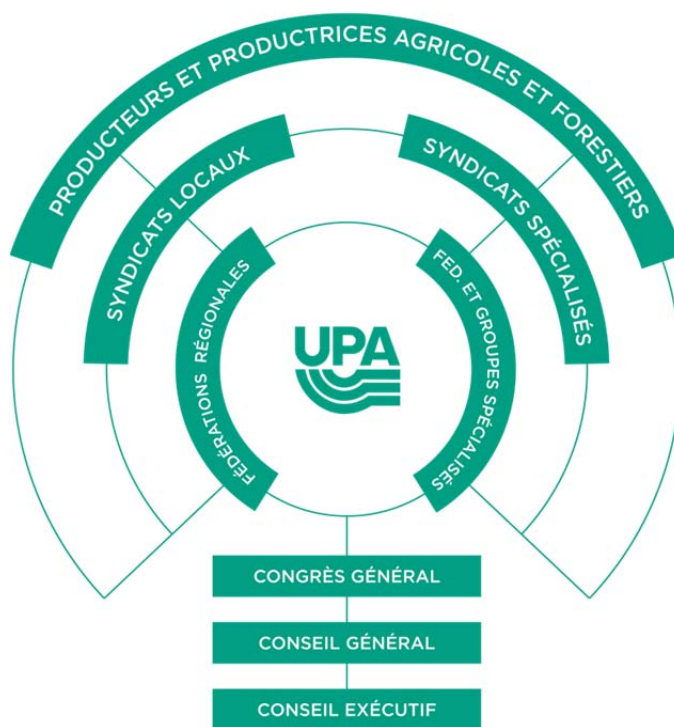 PRODUCTEURS ET PRODUCTRICES AGRICOLES ET FORESTIERS
SYNDICATS LOCAUX
SYNDICATS SPÉCIALISÉS
FÉDÉRATIONS RÉGIONALES
FED. ET GROUPES SPÉCIALISÉS
UPA
CONGRÈS GÉNÉRAL
CONSEIL GÉNÉRAL
CONSEIL EXÉCUTIF